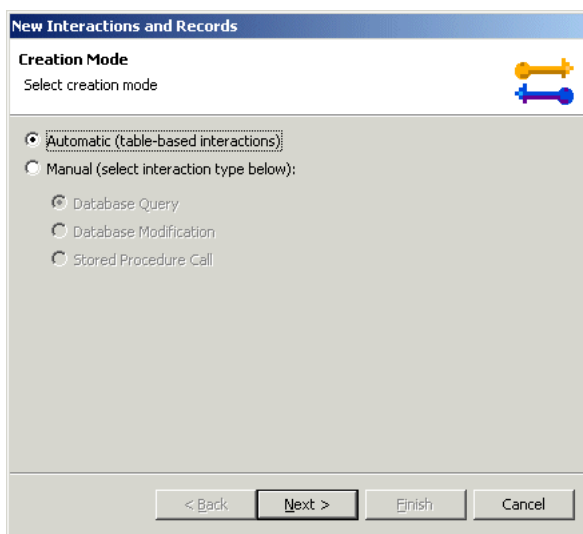 New Interactions and Records
Creation Mode
Select creation mode
Automatic (table-based interactions)
Manual (select interaction type below):
Database Query
Database Modification
Stored Procedure Call
< Back Next > Finish Cancel